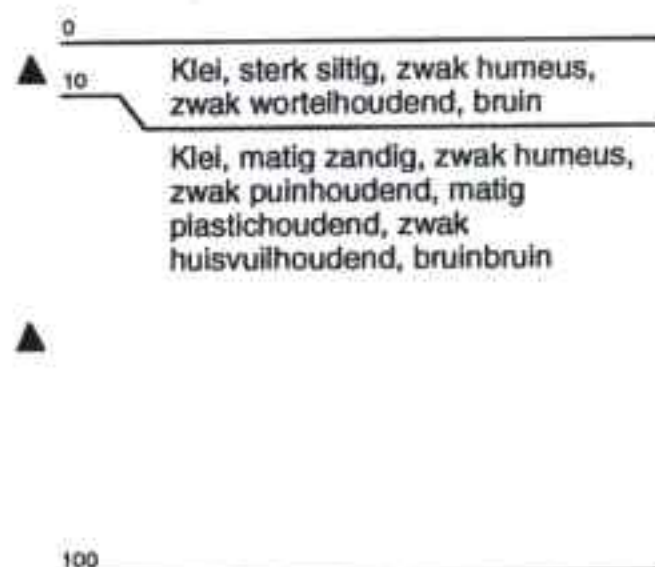 0
10
Klei, sterk siltig, zwak humeus,
zwak wortelhoudend, bruin
Klei, matig zandig, zwak humeus,
zwak puinhoudend, matig
plastichoudend, zwak
huisvuilhoudend, bruinbruin
100